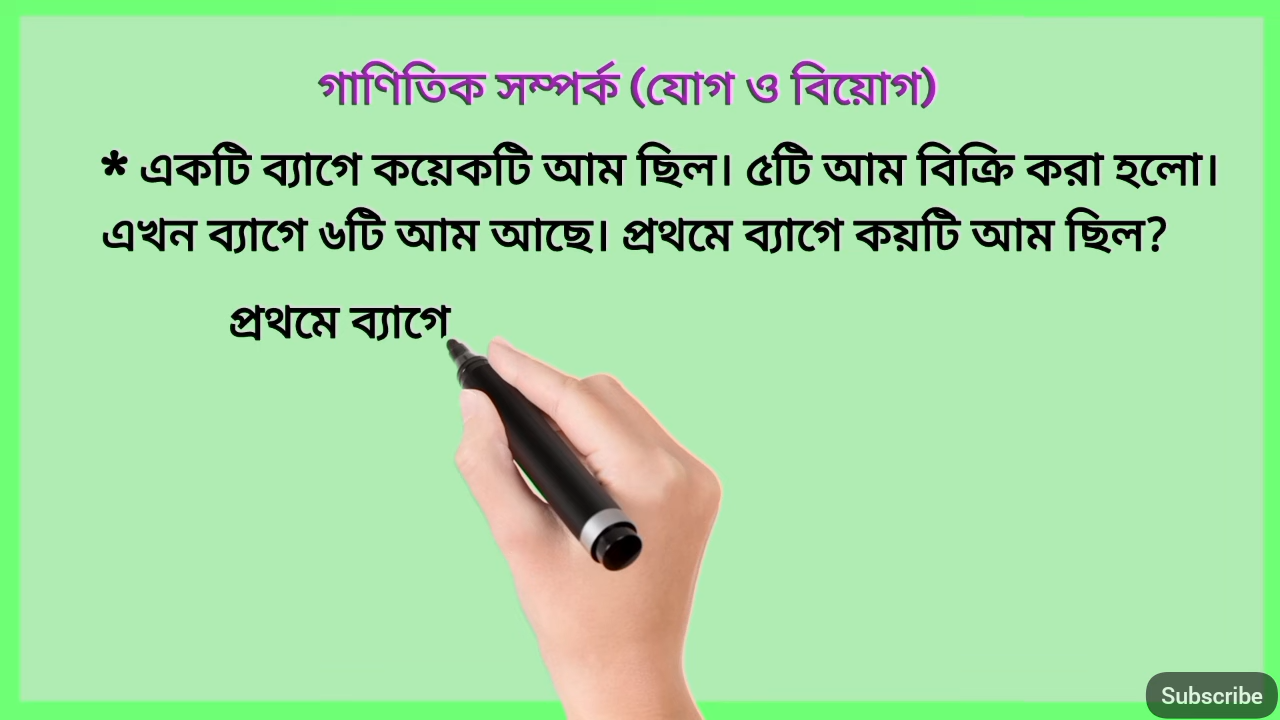 গাণিতিক সম্পর্ক (যোগ ও বিয়োগ)
* একটি ব্যাগে কয়েকটি আম ছিল। ৫টি আম বিক্রি করা হলো।
এখন ব্যাগে ৬টি আম আছে। প্রথমে ব্যাগে কয়টি আম ছিল?
প্রথমে ব্যাগে
Subscribe